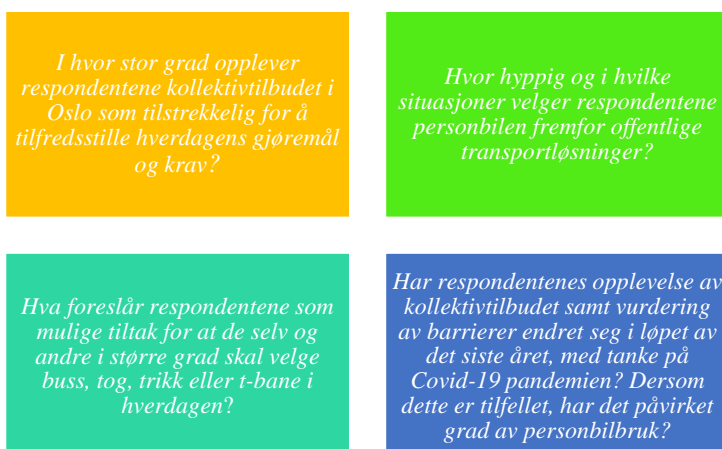 I hvor stor grad opplever
respondentene kollektivtilbudet i
Oslo som tilstrekkelig for å
tilfredsstille hverdagens gjøremål
og krav?
Hvor hyppig og i hvilke
situasjoner velger respondentene
personbilen fremfor offentlige
transportløsninger?
Hva foreslår respondentene som
mulige tiltak for at de selv og
andre i større grad skal velge
buss, tog, trikk eller t-bane i
hverdagen?
Har respondentenes opplevelse av
kollektivtilbudet samt vurdering
av barrierer endret seg i løpet av
det siste året, med tanke på
Covid-19 pandemien? Dersom
dette er tilfellet, har det påvirket
grad av personbilbruk?